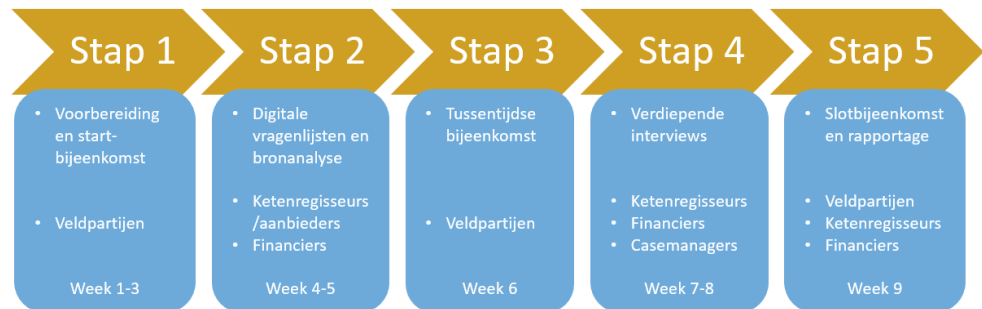 Stap 1
Stap 2
Stap 3
Stap 4
Stap 5
• Voorbereiding
en start-
bijeenkomst
• Veldpartijen
Week 1-3
• Digitale
vragenlijsten en
bronanalyse
• Ketenregisseurs
/aanbieders
• Financiers
Week 4-5
• Tussentijdse
bijeenkomst
• Veldpartijen
Week 6
• Verdiepende
interviews
• Ketenregisseurs
• Financiers
• Casemanagers
Week 7-8
• Slotbijeenkomst
en rapportage
• Veldpartijen
• Ketenregisseurs
• Financiers
Week 9